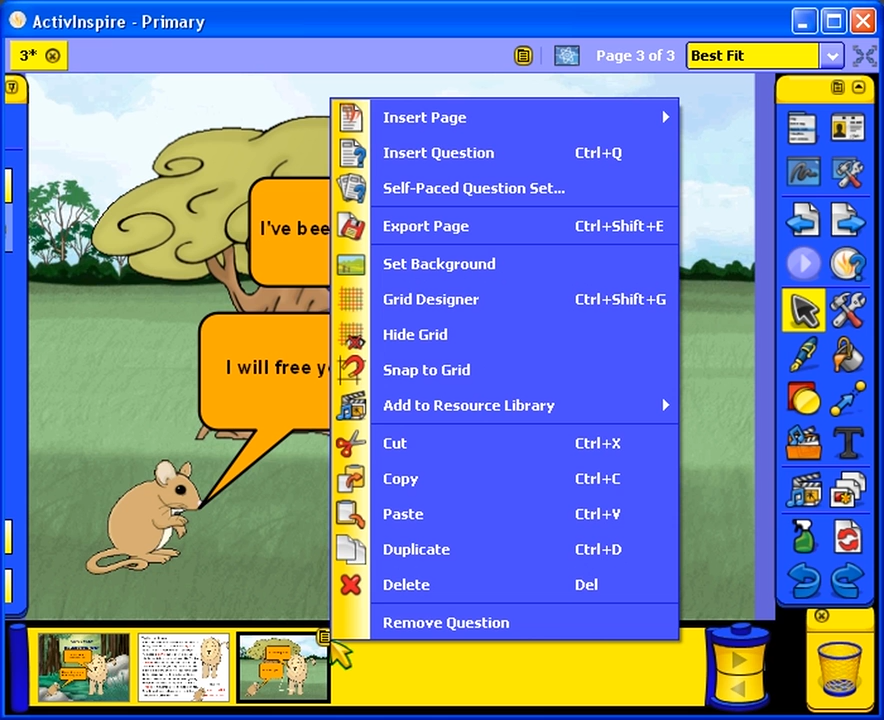 ActivInspire - Primary
3*
Page 3 of 3
Best Fit
I've bee
I will free y
Insert Page
Insert Question Ctrl+Q
Self-Paced Question Set...
Export Page Ctrl+Shift+E
Set Background
Grid Designer Ctrl+Shift+G
Hide Grid
Snap to Grid
Add to Resource Library
Cut Ctrl+X
Copy Ctrl+C
Paste Ctrl+V
Duplicate Ctrl+D
Delete Del
Remove Question